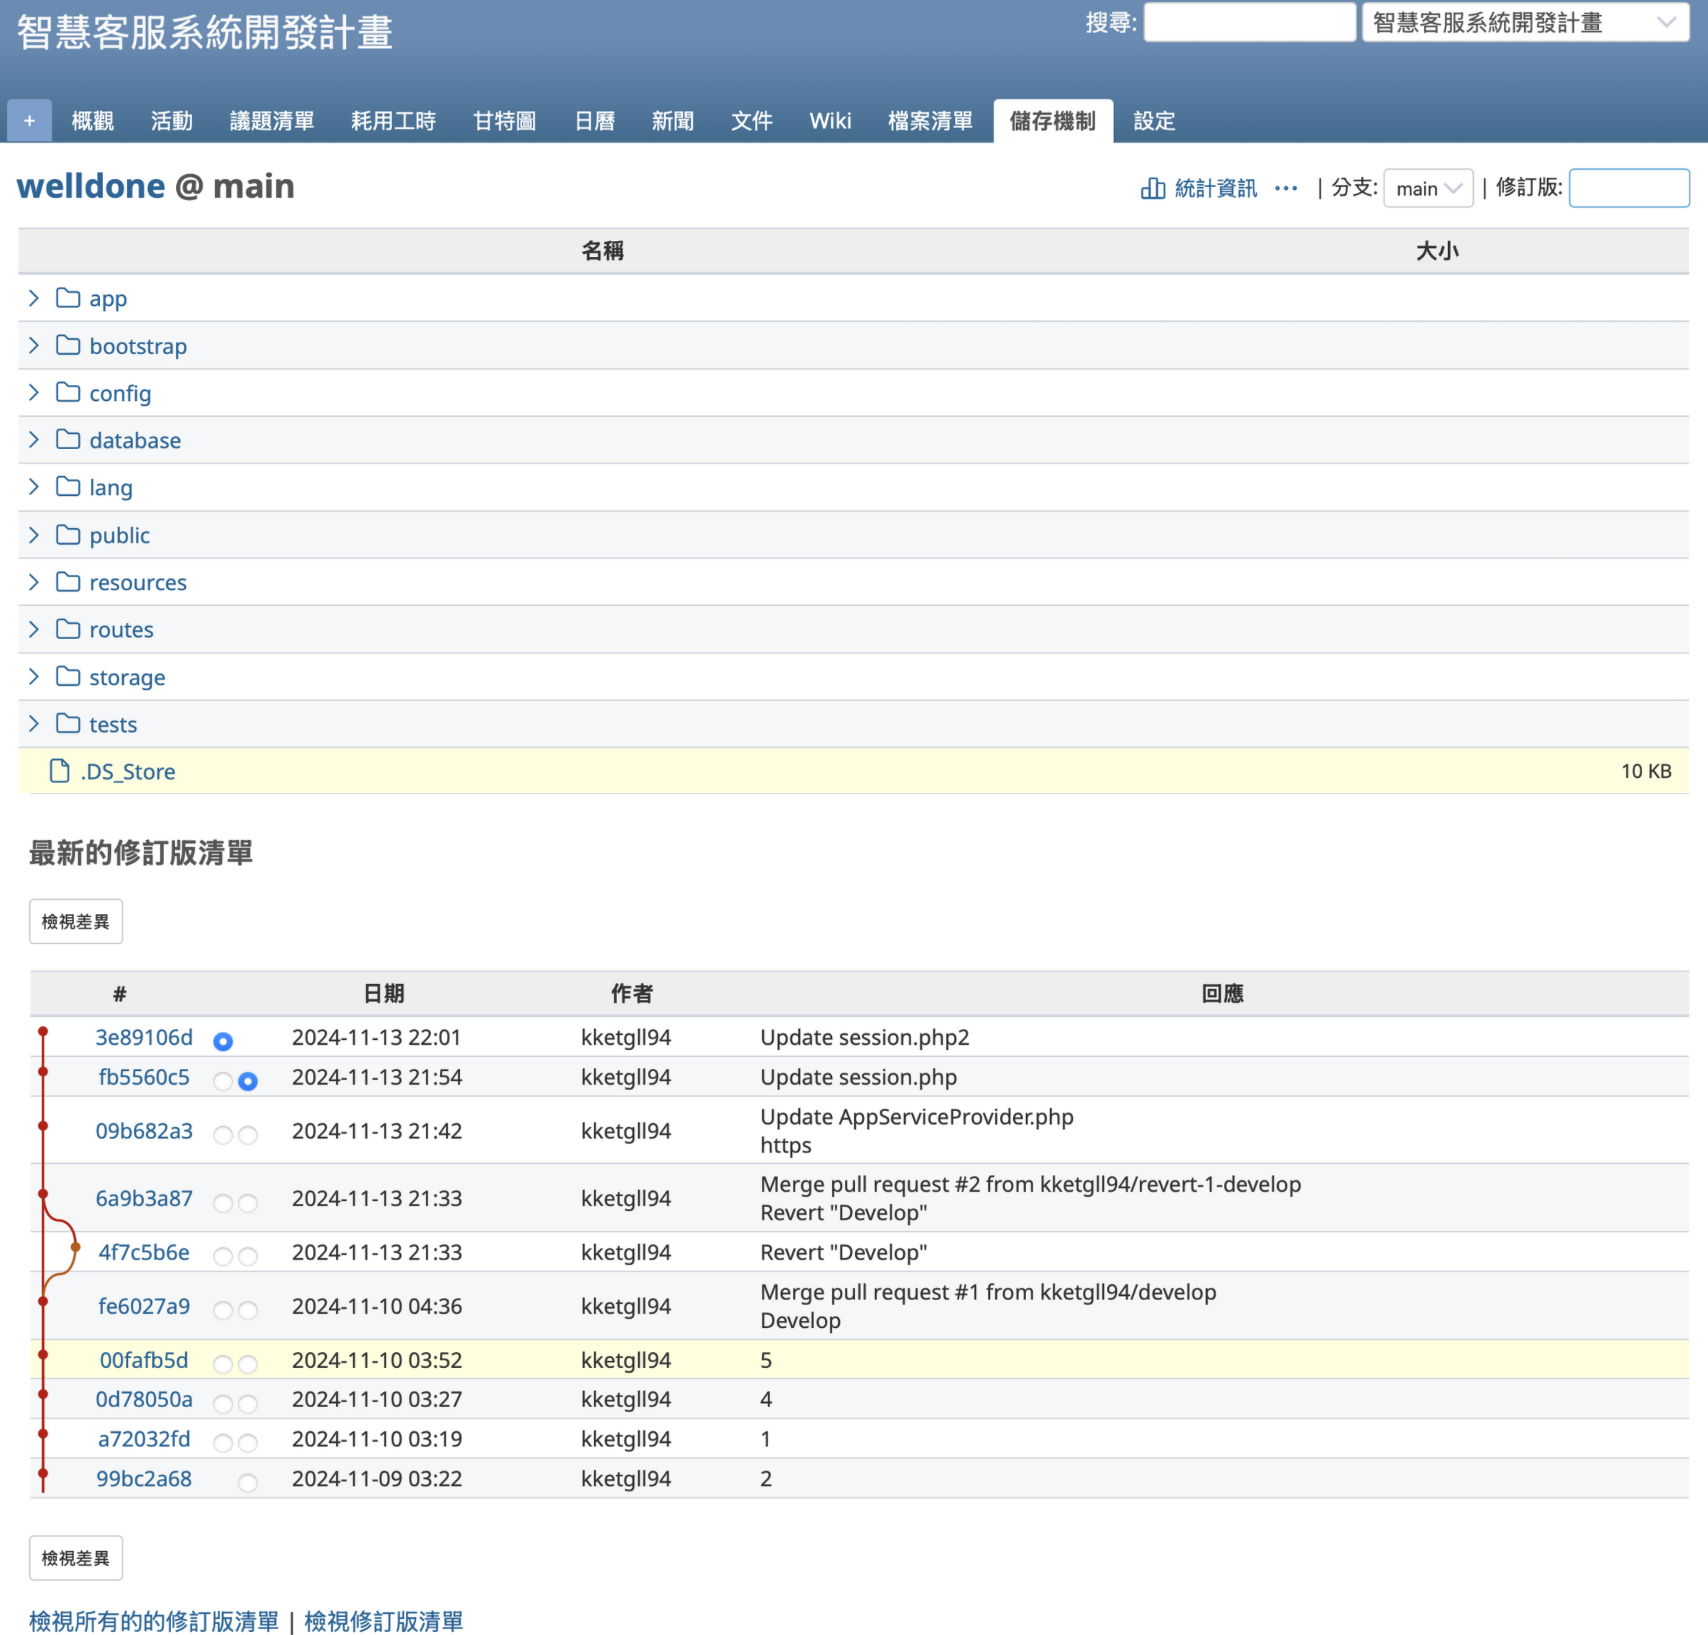 智慧客服系統開發計畫
搜尋: 智慧客服系統開發計畫
+ 概觀 活動 議題清單 耗用工時 甘特圖 日曆 新聞 文件 Wiki 檔案清單 儲存機制 設定
welldone @ main
統計資訊 ··· | 分支: main | 修訂版:
名稱 大小
app
bootstrap
config
database
lang
public
resources
routes
storage
tests
.DS_Store 10 KB
最新的修訂版清單
檢視差異
# 日期 作者 回應
3e89106d 2024-11-13 22:01 kketgll94 Update session.php2
fb5560c5 2024-11-13 21:54 kketgll94 Update session.php
09b682a3 2024-11-13 21:42 kketgll94 Update AppServiceProvider.php
https
6a9b3a87 2024-11-13 21:33 kketgll94 Merge pull request #2 from kketgll94/revert-1-develop
Revert "Develop"
4f7c5b6e 2024-11-13 21:33 kketgll94 Revert "Develop"
fe6027a9 2024-11-10 04:36 kketgll94 Merge pull request #1 from kketgll94/develop
Develop
00fafb5d 2024-11-10 03:52 kketgll94 5
0d78050a 2024-11-10 03:27 kketgll94 4
a72032fd 2024-11-10 03:19 kketgll94 1
99bc2a68 2024-11-09 03:22 kketgll94 2
檢視差異
檢視所有的的修訂版清單 | 檢視修訂版清單